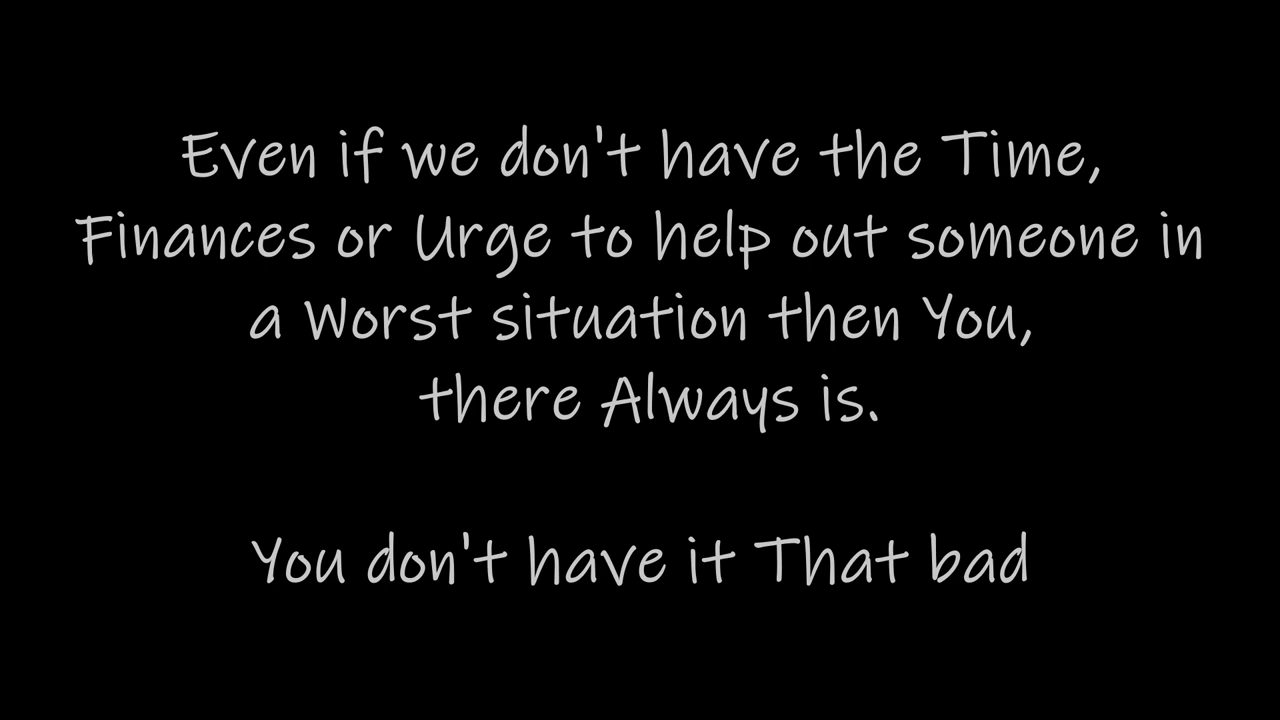 Even if we don't have the Time,
Finances or Urge to help out someone in
a Worst situation then You,
there Always is.
You don't have it That bad